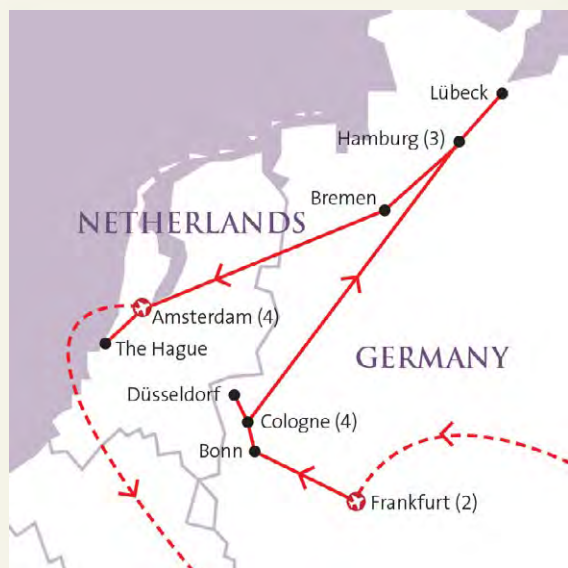 Lübeck
Hamburg (3)
Bremen
NETHERLANDS
Amsterdam (4)
The Hague
GERMANY
Düsseldorf
Cologne (4)
Bonn
Frankfurt (2)